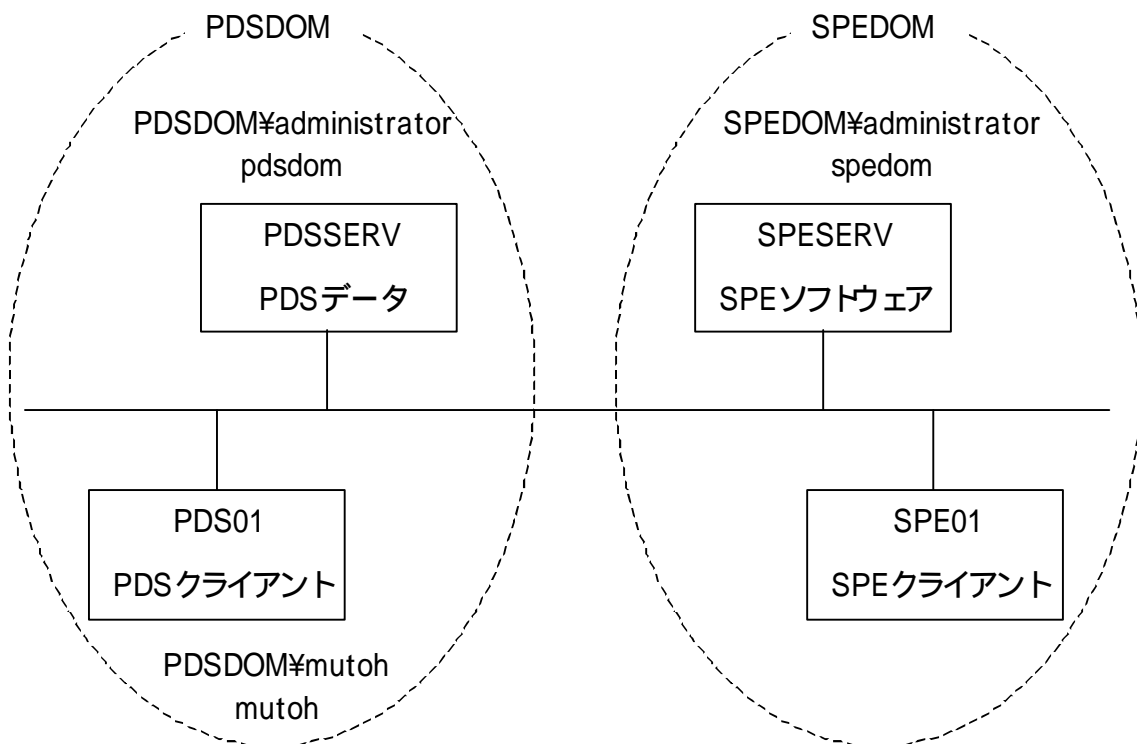 PDSDOM
SPEDOM
PDSDOM¥administrator
pdsdom
SPEDOM¥administrator
spedom
PDSSERV
PDSデータ
SPESERV
SPEソフトウェア
PDS01
PDSクライアント
SPE01
SPEクライアント
PDSDOM¥mutoh
mutoh